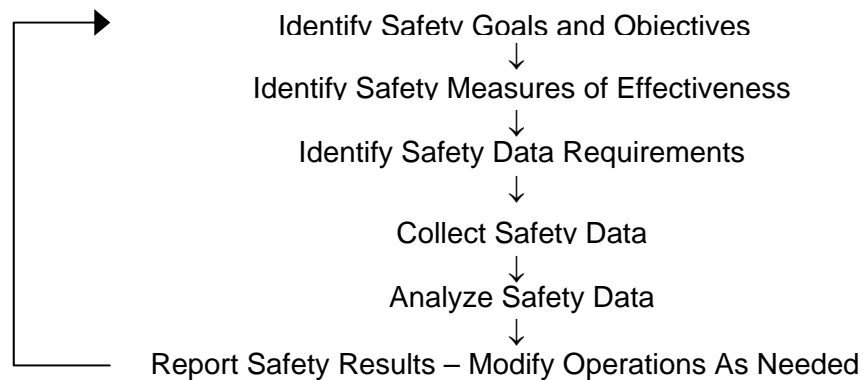 Identify Safety Goals and Objectives
↓
Identify Safety Measures of Effectiveness
↓
Identify Safety Data Requirements
↓
Collect Safety Data
↓
Analyze Safety Data
↓
Report Safety Results – Modify Operations As Needed